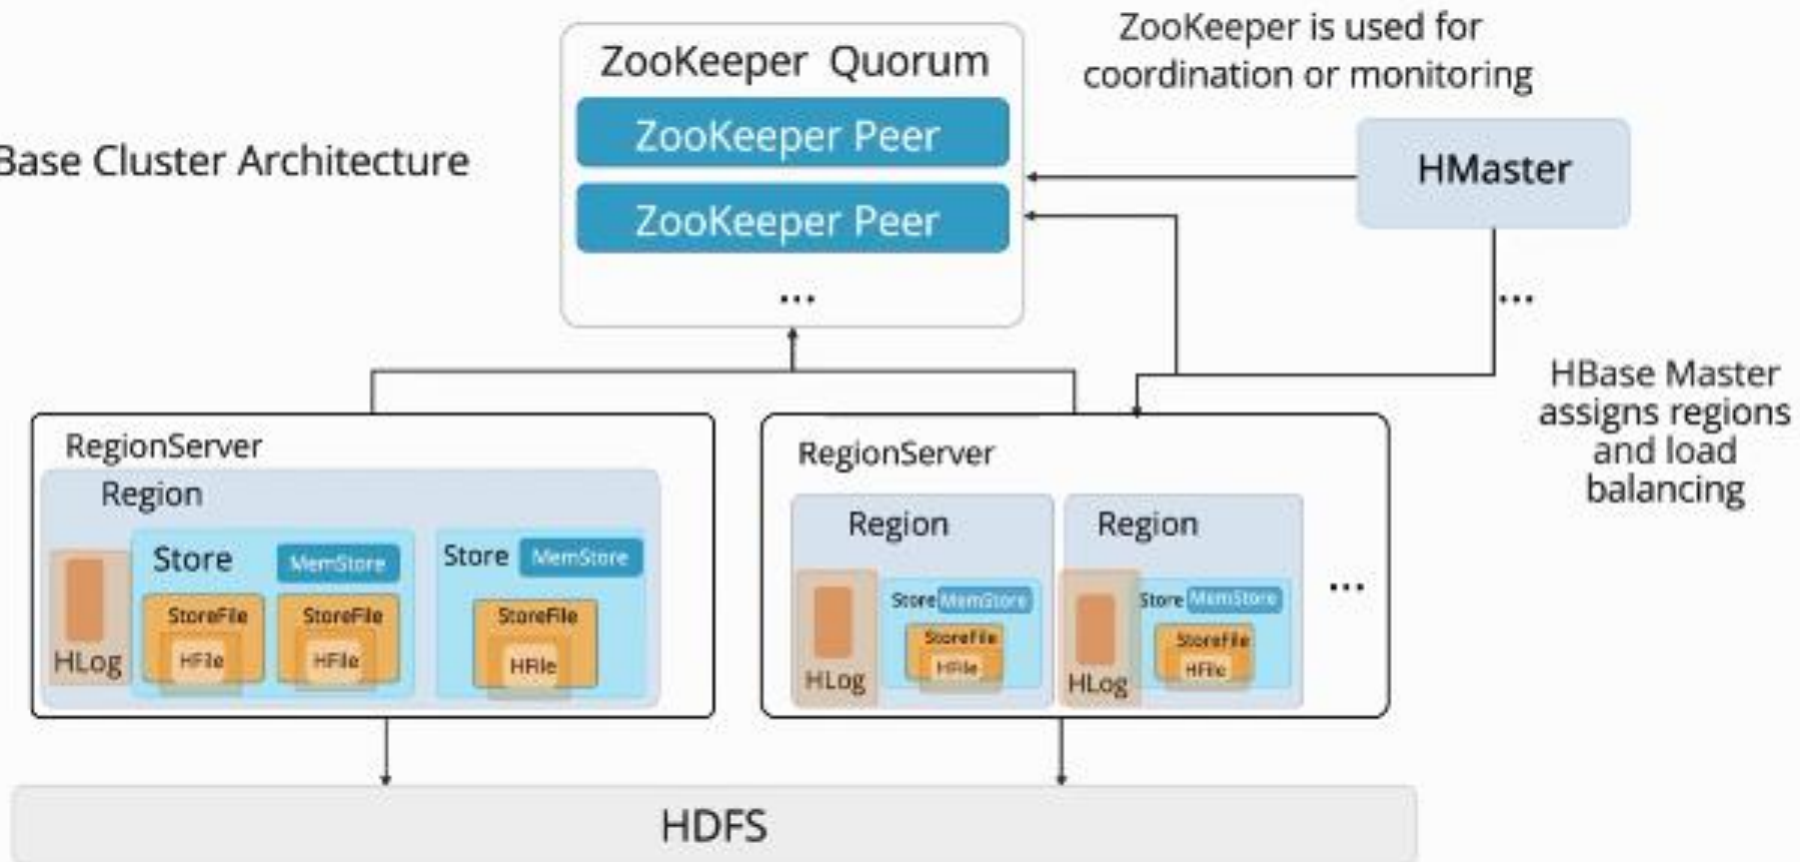 ZooKeeper is used for
coordination or monitoring
ZooKeeper Quorum
ZooKeeper Peer
ZooKeeper Peer
...
Base Cluster Architecture
HMaster
...
HBase Master
assigns regions
and load
balancing
RegionServer
Region
HLog
Store
MemStore
StoreFile
HFile
StoreFile
HFile
Store
MemStore
StoreFile
HFile
RegionServer
Region
HLog
Store
MemStore
StoreFile
HFile
Region
HLog
Store
MemStore
StoreFile
HFile
...
HDFS